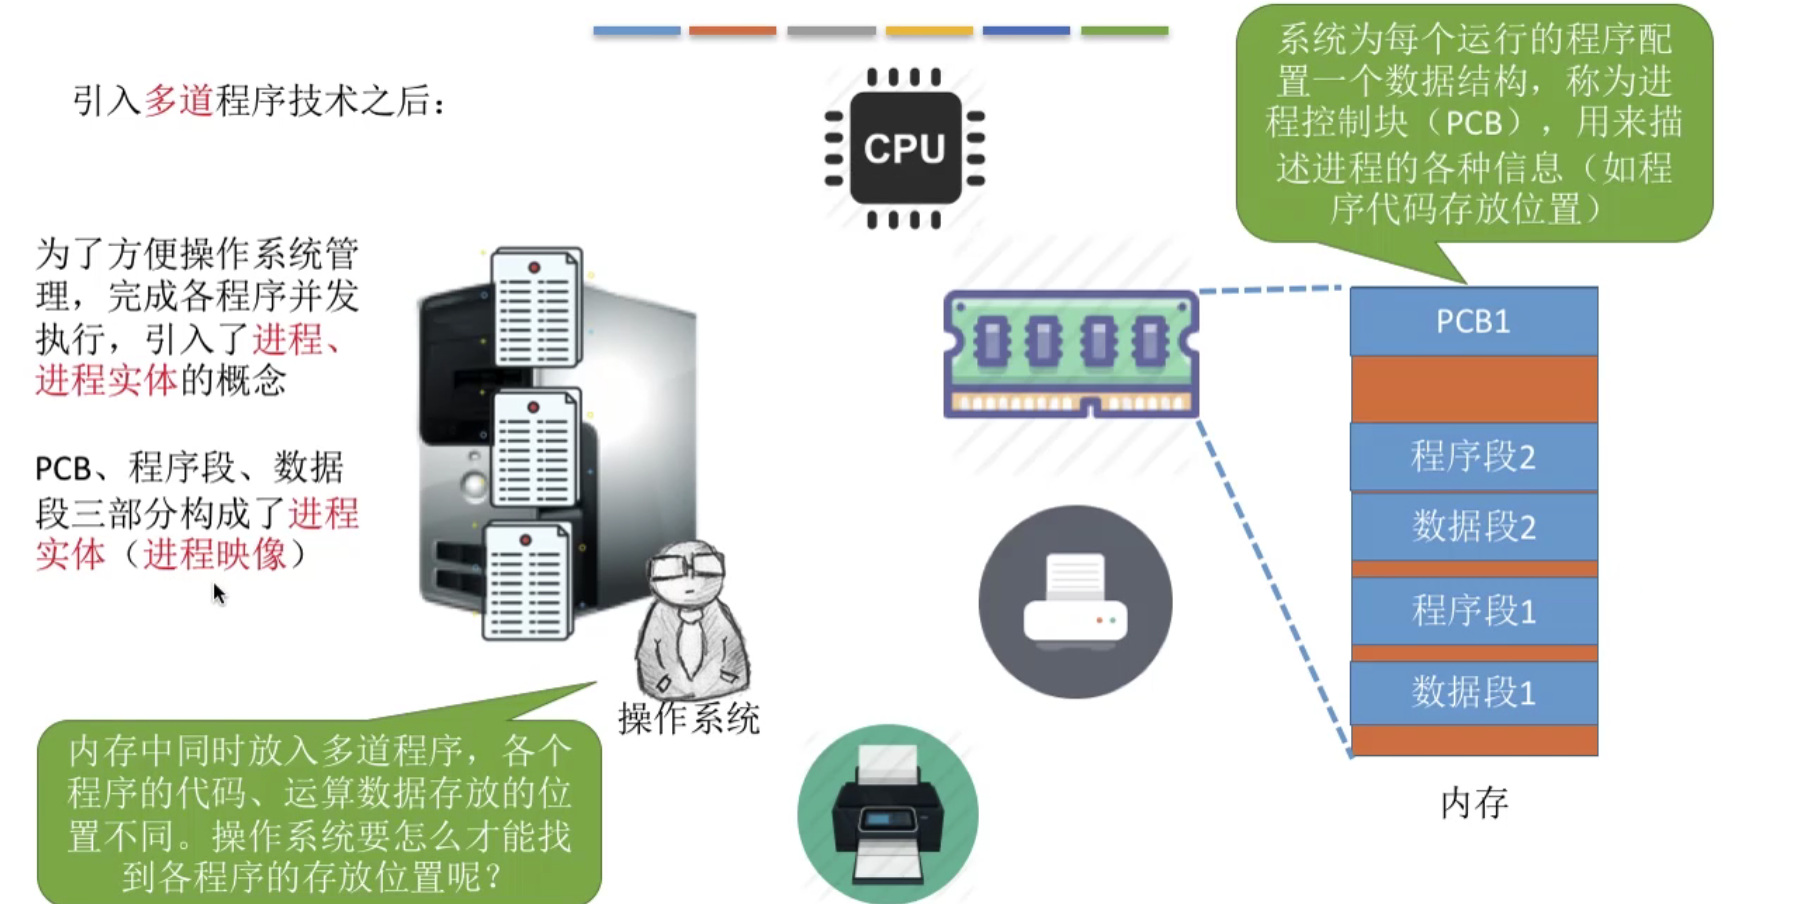 引入多道程序技术之后：
CPU
系统为每个运行的程序配
置一个数据结构，称为进
程控制块（PCB），用来描
述进程的各种信息（如程
序代码存放位置）
为了方便操作系统管
理，完成各程序并发
执行，引入了进程、
进程实体的概念
PCB、程序段、数据
段三部分构成了进程
实体（进程映像）
操作系统
内存中同时放入多道程序，各个
程序的代码、运算数据存放的位
置不同。操作系统要怎么才能找
到各程序的存放位置呢？
PCB1
程序段2
数据段2
程序段1
数据段1
内存